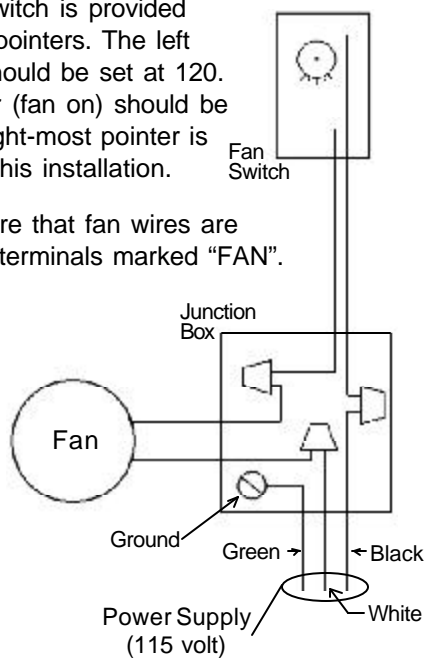 witch is provided
pointers. The left
hould be set at 120.
r (fan on) should be
ght-most pointer is
his installation.
re that fan wires are
terminals marked “FAN”.
Fan
Switch
Junction
Box
Fan
Ground
Green
Black
White
Power Supply
(115 volt)